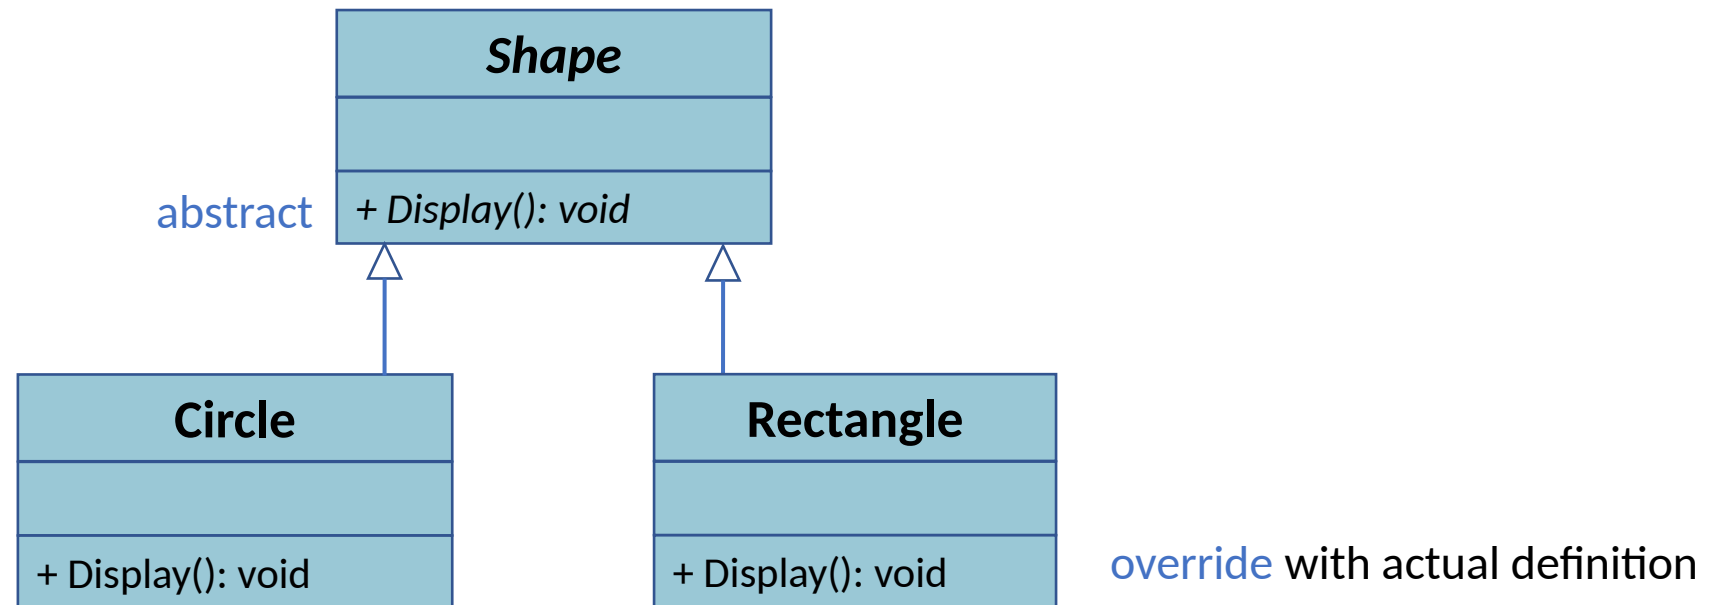 Shape
abstract
+ Display(): void
Circle
Rectangle
+ Display(): void
+ Display(): void
override with actual definition